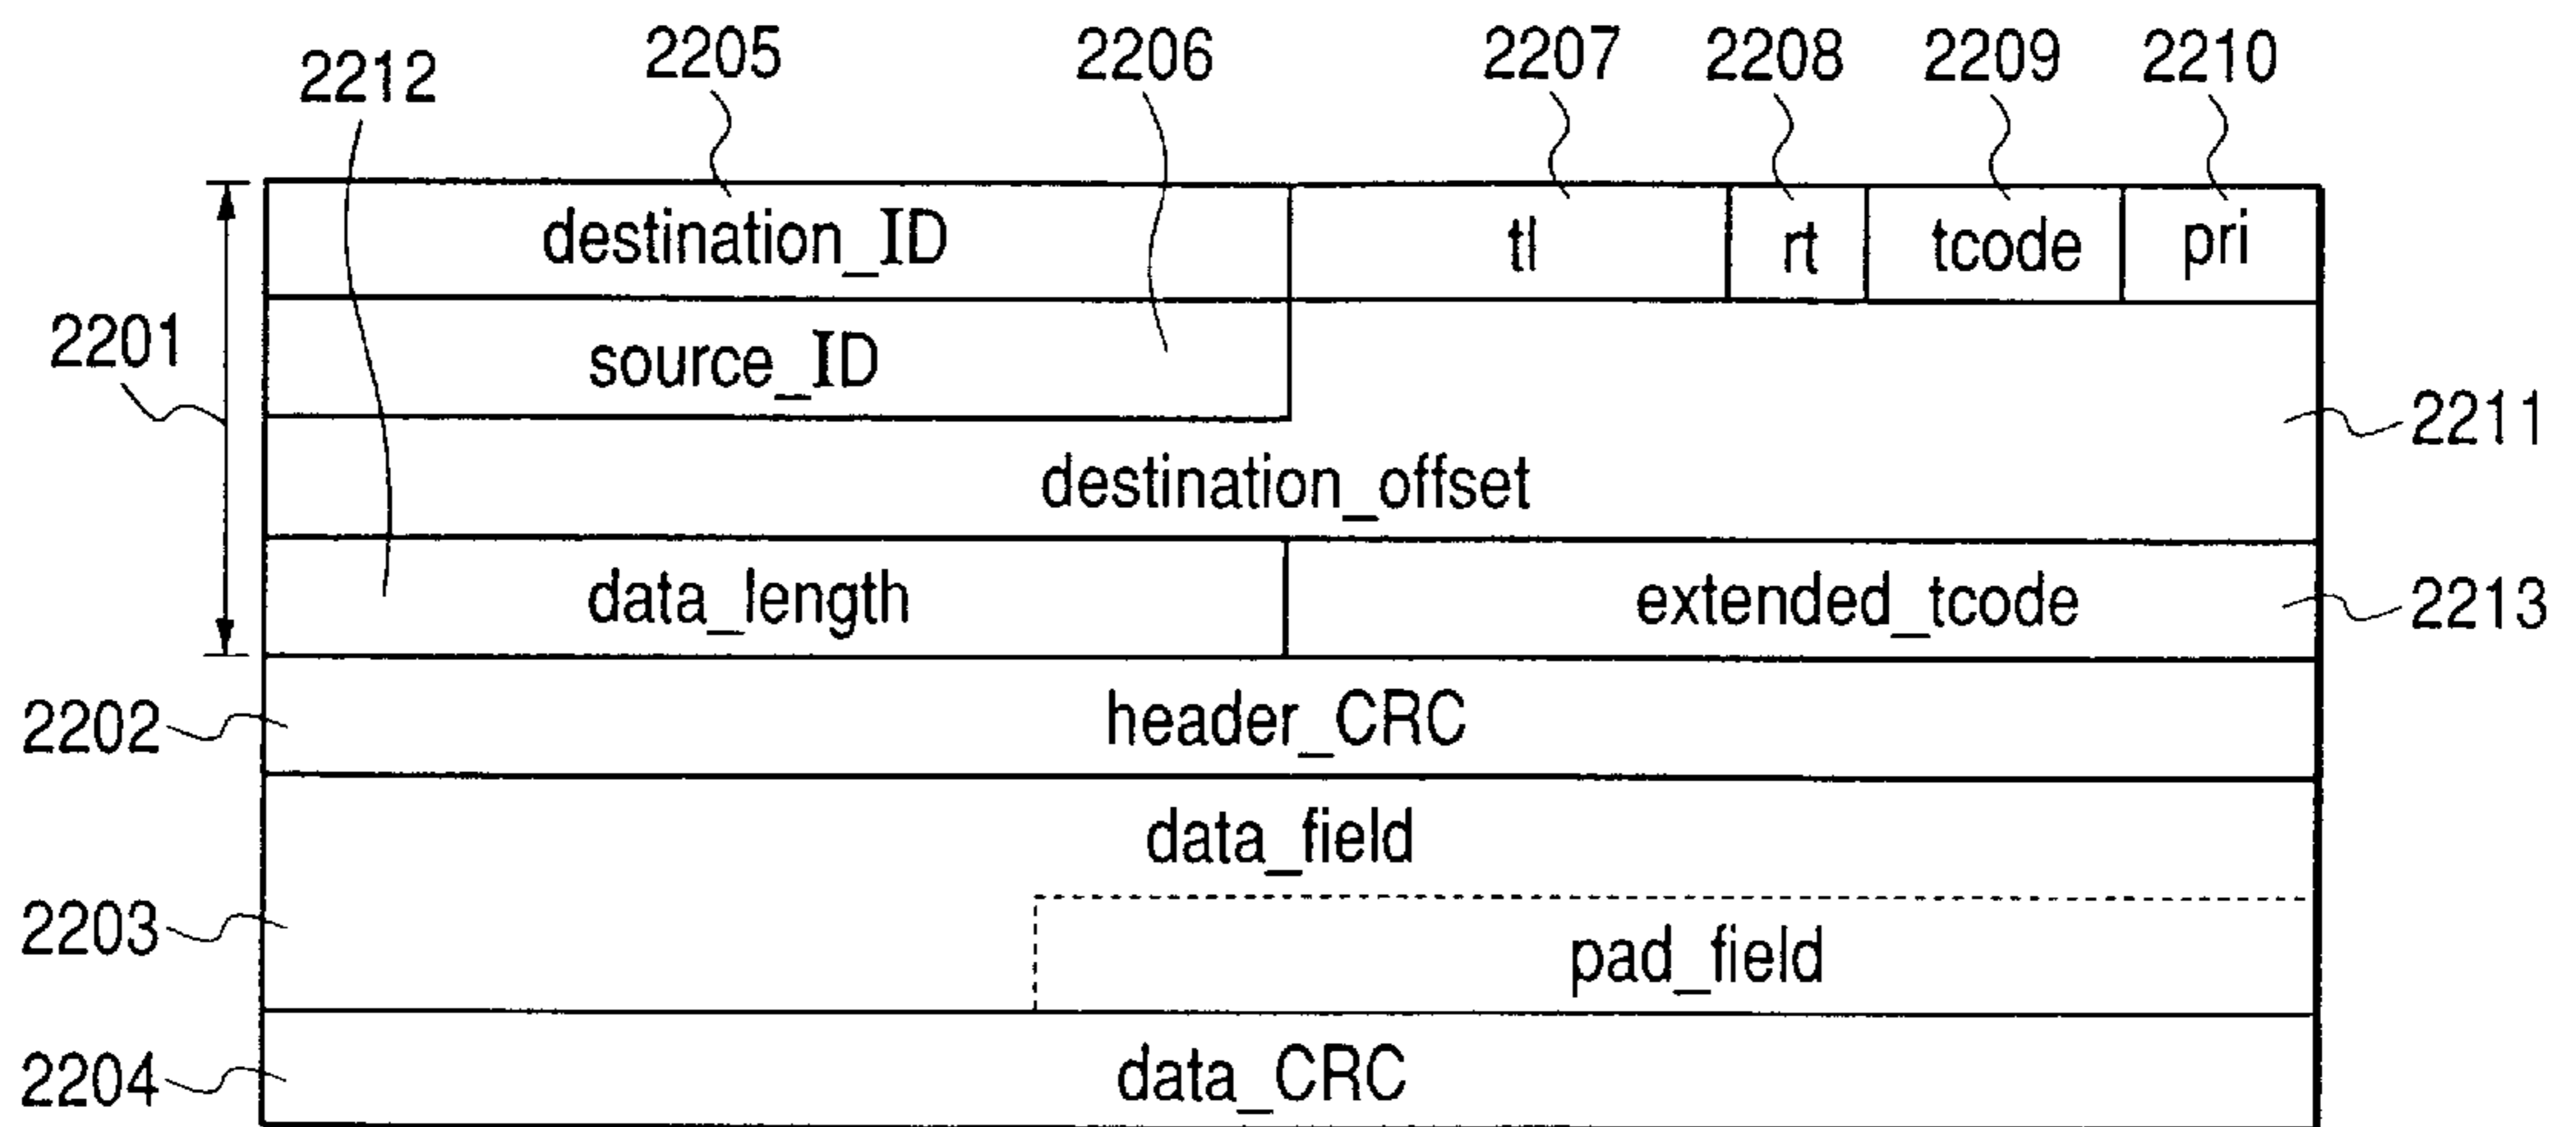 2205 2206 2207 2208 2209 2210
2212
destination_ID tl rt tcode pri
2201 source_ID
2211
destination_offset
data_length extended_tcode 2213
2202 header_CRC
data_field
2203 pad_field
2204 data_CRC